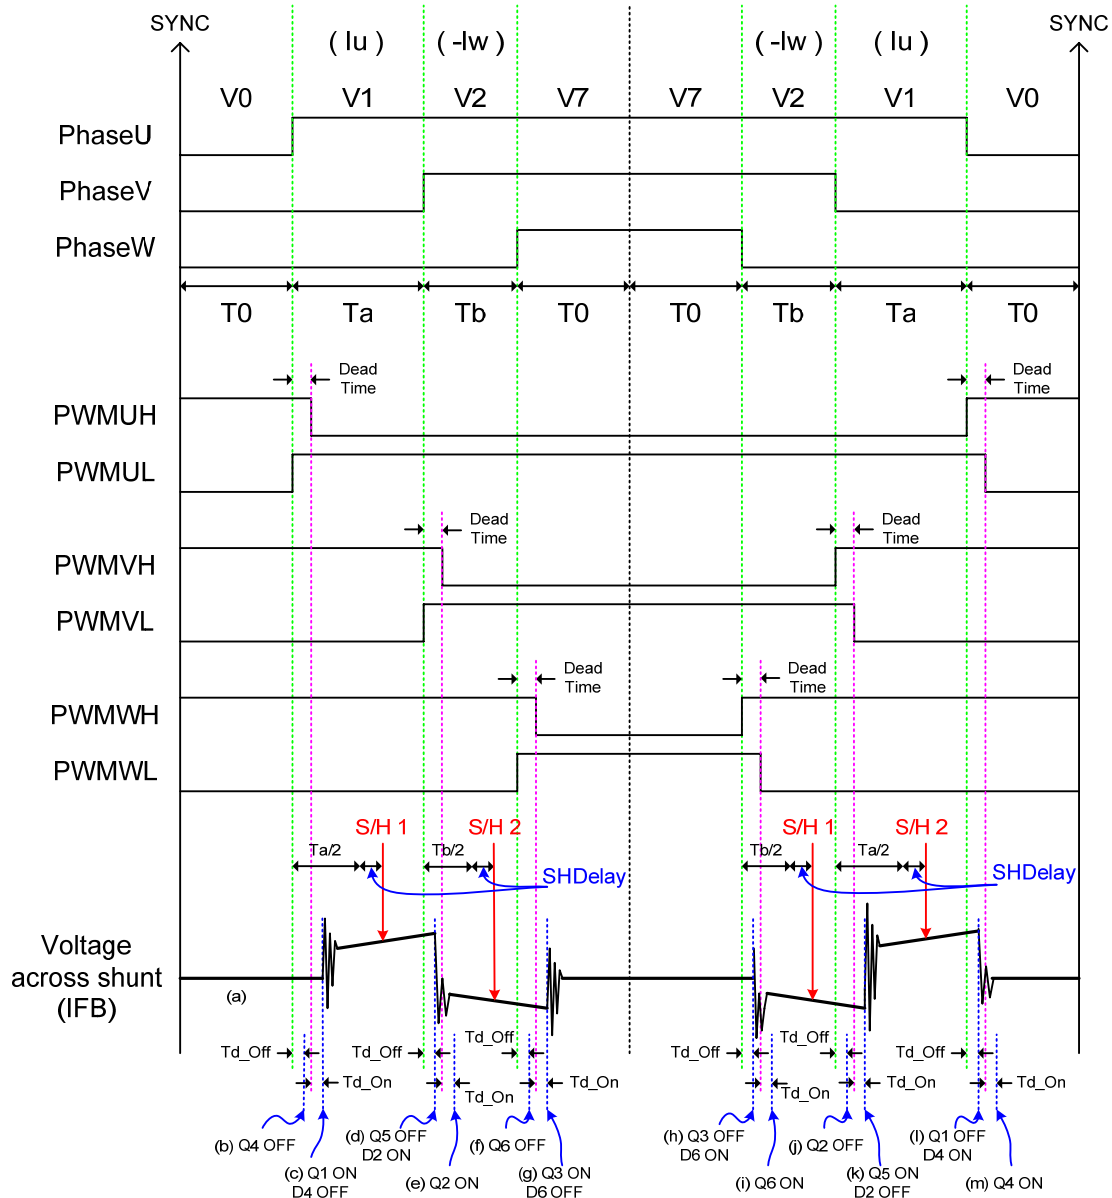 SYNC SYNC
( Iu ) ( -Iw ) ( -Iw ) ( Iu )
V0 V1 V2 V7 V7 V2 V1 V0
PhaseU
PhaseV
PhaseW
T0 Ta Tb T0 T0 Tb Ta T0
Dead
Time
Dead
Time
PWMUH
PWMUL
Dead
Time
Dead
Time
PWMVH
PWMVL
Dead
Time
Dead
Time
PWMWH
PWMWL
S/H 1 S/H 2 S/H 1 S/H 2
Ta/2 Tb/2 Tb/2 Ta/2
SHDelay SHDelay
Voltage
across shunt
(IFB)
(a)
Td_Off Td_Off Td_Off Td_Off Td_Off Td_Off
Td_On Td_On Td_On Td_On Td_On Td_On
(b) Q4 OFF
(c) Q1 ON
D4 OFF
(d) Q5 OFF
D2 ON
(e) Q2 ON
(f) Q6 OFF
(g) Q3 ON
D6 OFF
(h) Q3 OFF
D6 ON
(i) Q6 ON
(j) Q2 OFF
(k) Q5 ON
D2 OFF
(l) Q1 OFF
D4 ON
(m) Q4 ON